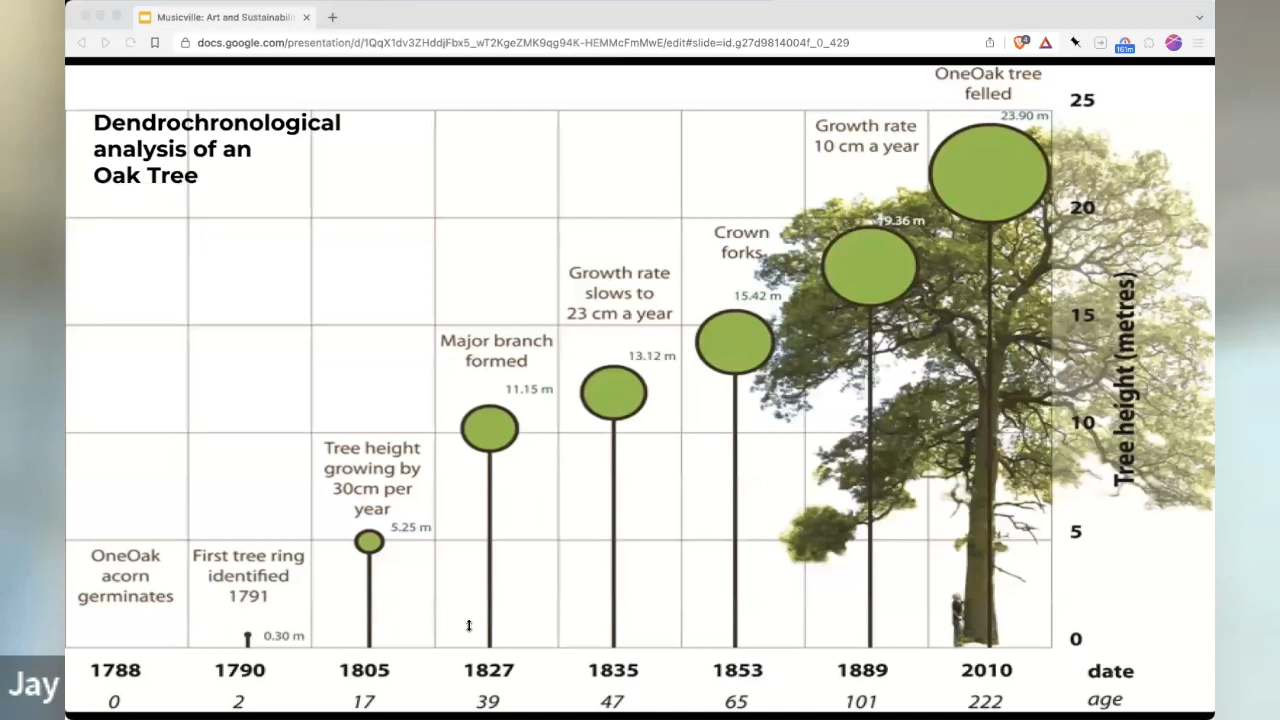 Musicville: Art and Sustainabili
docs.google.com/presentation/d/1QqX1dv3ZHddjFbx5_wT2KgeZMK9qg94K-HEMMcFmMwE/edit#slide=id.g27d9814004f_0_429
4
161m
Dendrochronological
analysis of an
Oak Tree
OneOak
acorn
germinates
First tree ring
identified
1791
0.30 m
Tree height
growing by
30cm per
year
5.25 m
Major branch
formed
11.15 m
Growth rate
slows to
23 cm a year
13.12 m
Crown
forks
15.42 m
Growth rate
10 cm a year
19.36 m
OneOak tree
felled
23.90 m
25
20
15
10
5
0
Tree height (metres)
1788 1790 1805 1827 1835 1853 1889 2010 date
0 2 17 39 47 65 101 222 age
Jay